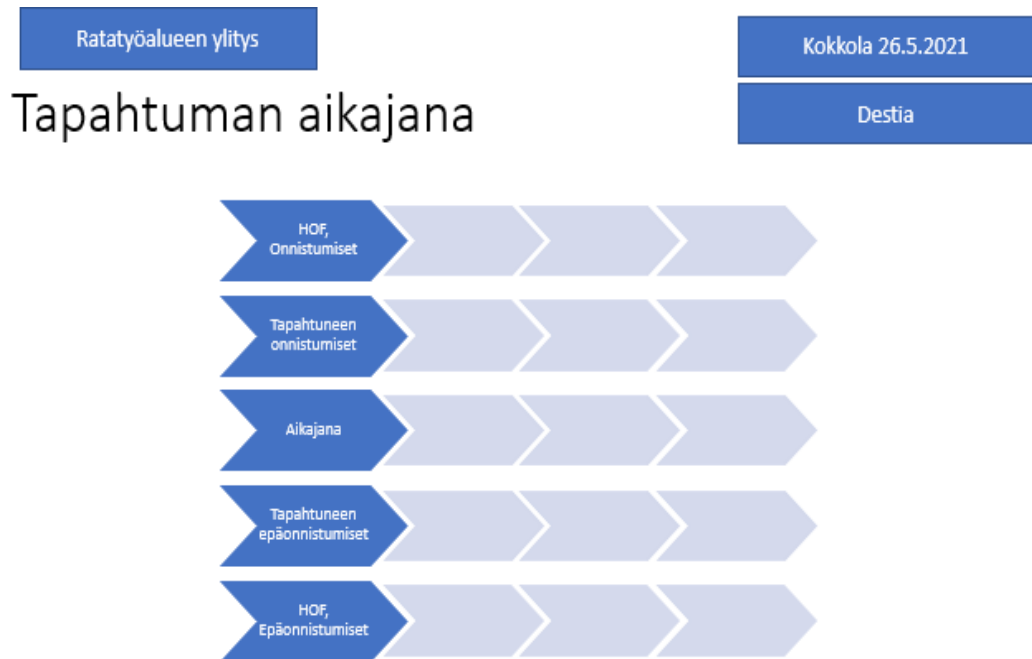 Ratatyöalueen ylitys
Kokkola 26.5.2021
Tapahtuman aikajana
Destia
HOF,
Onnistumiset
Tapahtuneen
onnistumiset
Aikajana
Tapahtuneen
epäonnistumiset
HOF,
Epäonnistumiset